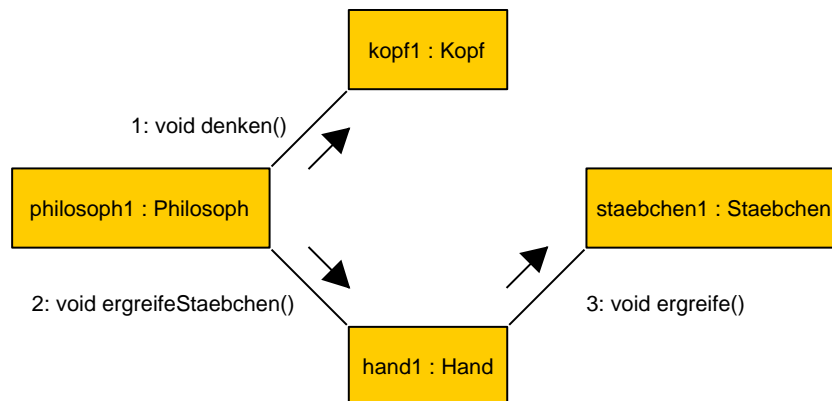 kopf1 : Kopf
1: void denken()
philosoph1 : Philosoph
staebchen1 : Staebchen
2: void ergreifeStaebchen()
3: void ergreife()
hand1 : Hand